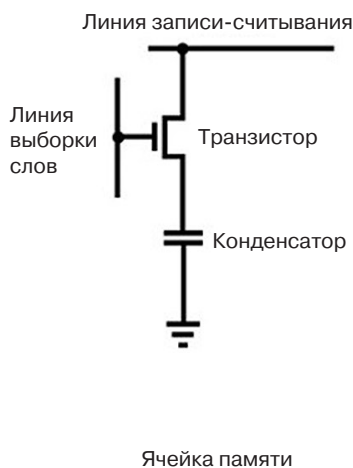 Линия записи-считывания
Линия
выборки
слов
Транзистор
Конденсатор
Ячейка памяти